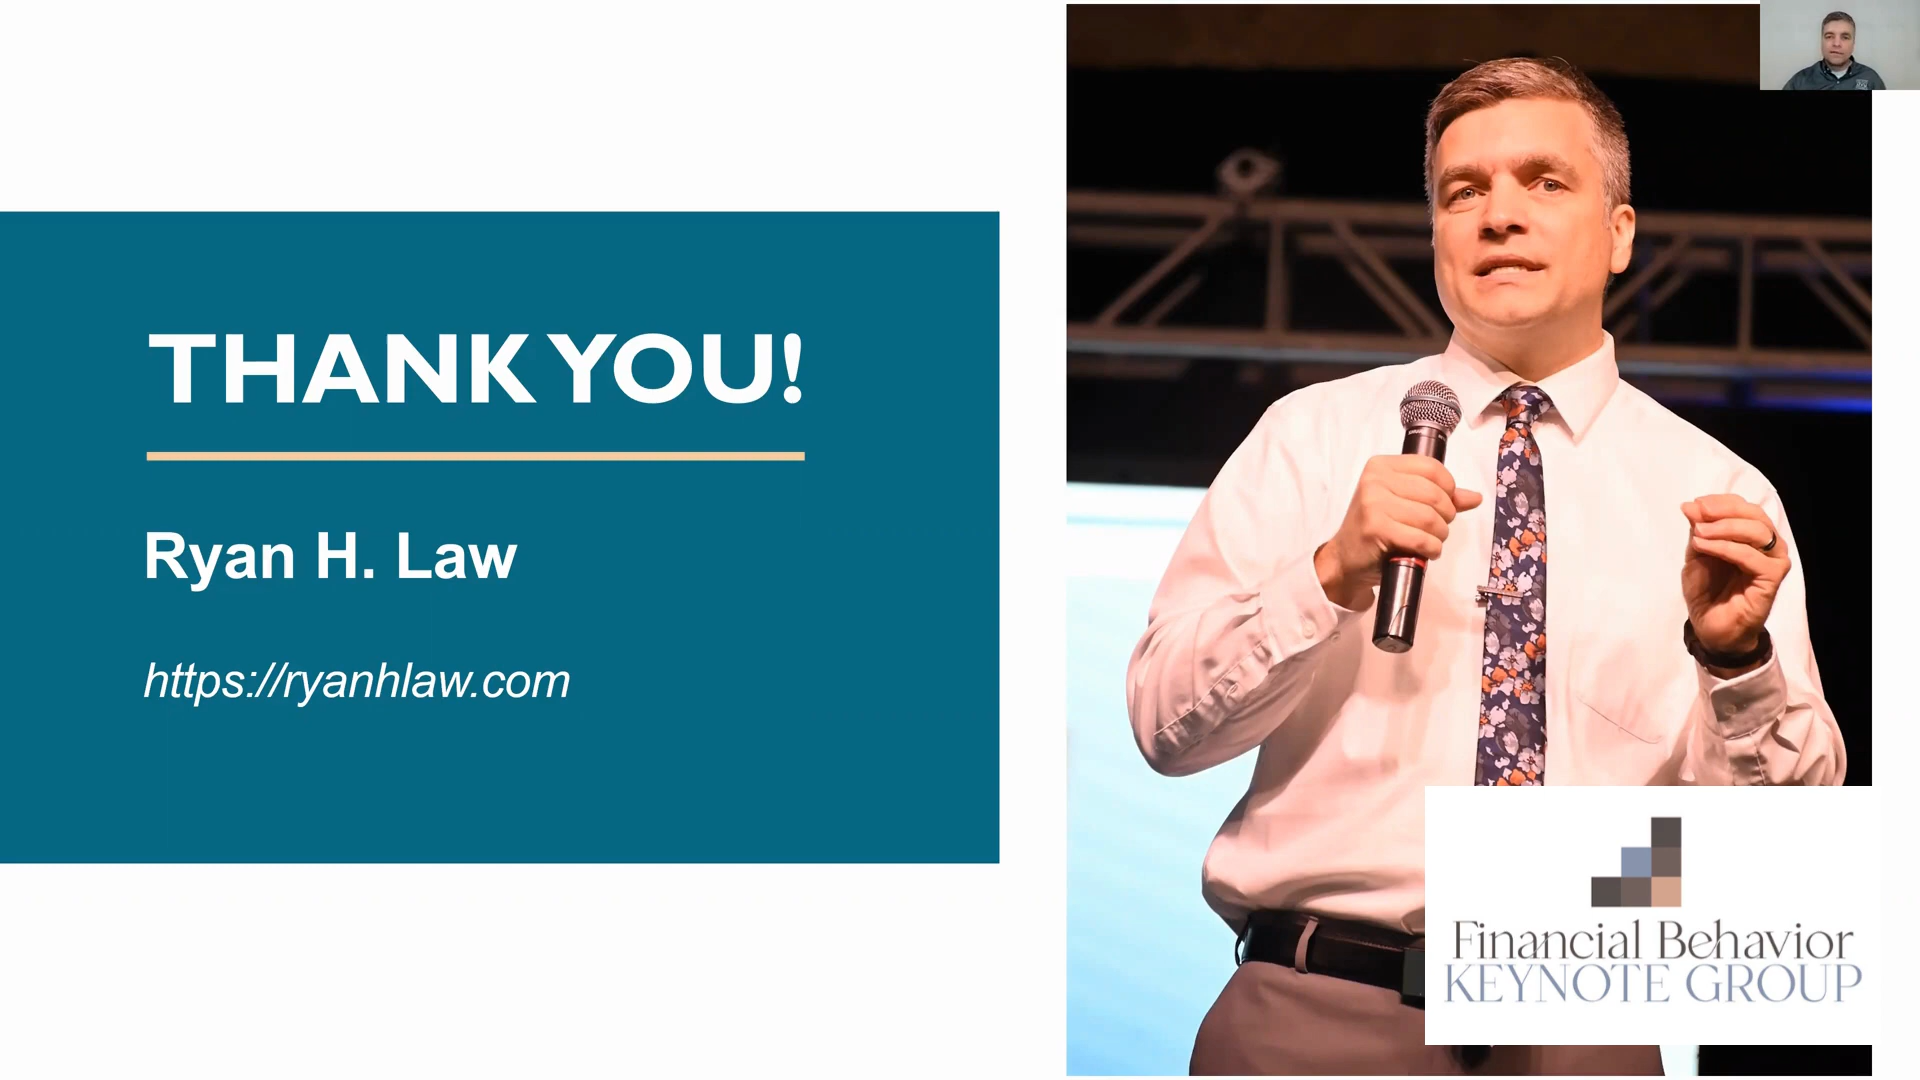 THANK YOU!
Ryan H. Law
https://ryanhlaw.com
Financial Behavior
KEYNOTE GROUP